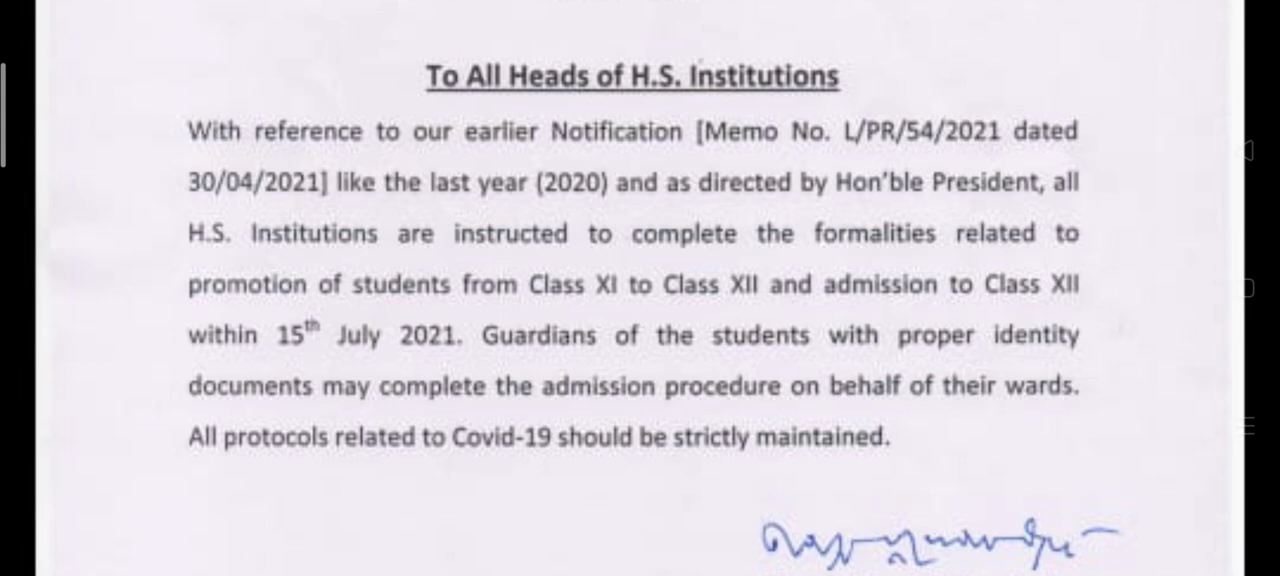 To All Heads of H.S. Institutions
With reference to our earlier Notification [Memo No. L/PR/54/2021 dated
30/04/2021] like the last year (2020) and as directed by Hon'ble President, all
H.S. Institutions are instructed to complete the formalities related to
promotion of students from Class XI to Class XII and admission to Class XII
within 15th July 2021. Guardians of the students with proper identity
documents may complete the admission procedure on behalf of their wards.
All protocols related to Covid-19 should be strictly maintained.